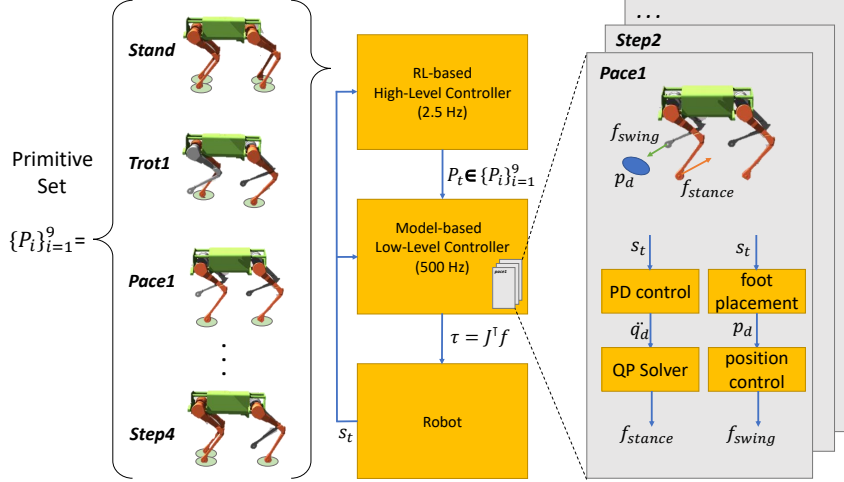 Primitive
Set
{P_i}_{i=1}^9 =
Stand
Trot1
Pace1
⋮
Step4
RL-based
High-Level Controller
(2.5 Hz)
P_t ∈ {P_i}_{i=1}^9
Model-based
Low-Level Controller
(500 Hz)
pace1
τ = J^⊺ f
Robot
s_t
...
Step2
Pace1
f_swing
p_d
f_stance
s_t s_t
PD control
foot
placement
q̈_d p_d
QP Solver
position
control
f_stance f_swing